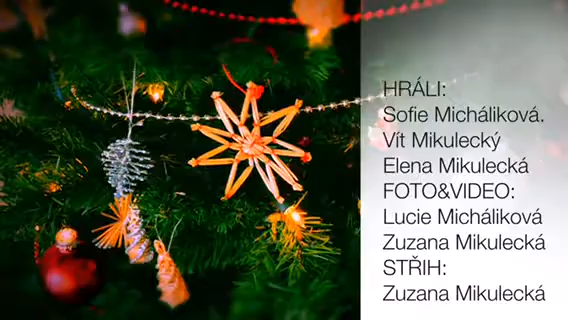 HRÁLI:
Sofie Micháliková.
Vít Mikulecký
Elena Mikulecká
FOTO&VIDEO:
Lucie Micháliková
Zuzana Mikulecká
STŘIH:
Zuzana Mikulecká